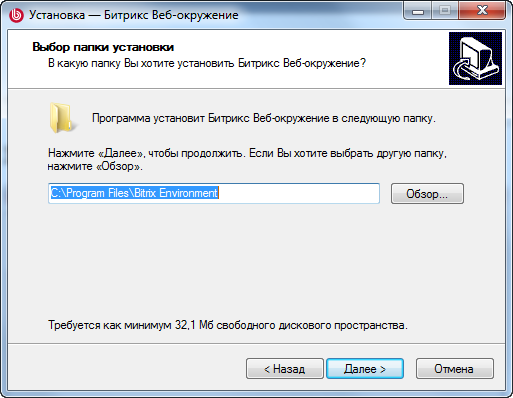 Установка — Битрикс Веб-окружение
Выбор папки установки
В какую папку Вы хотите установить Битрикс Веб-окружение?
Программа установит Битрикс Веб-окружение в следующую папку.
Нажмите «Далее», чтобы продолжить. Если Вы хотите выбрать другую папку,
нажмите «Обзор».
C:\Program Files\Bitrix Environment
Обзор...
Требуется как минимум 32,1 Мб свободного дискового пространства.
< Назад
Далее >
Отмена